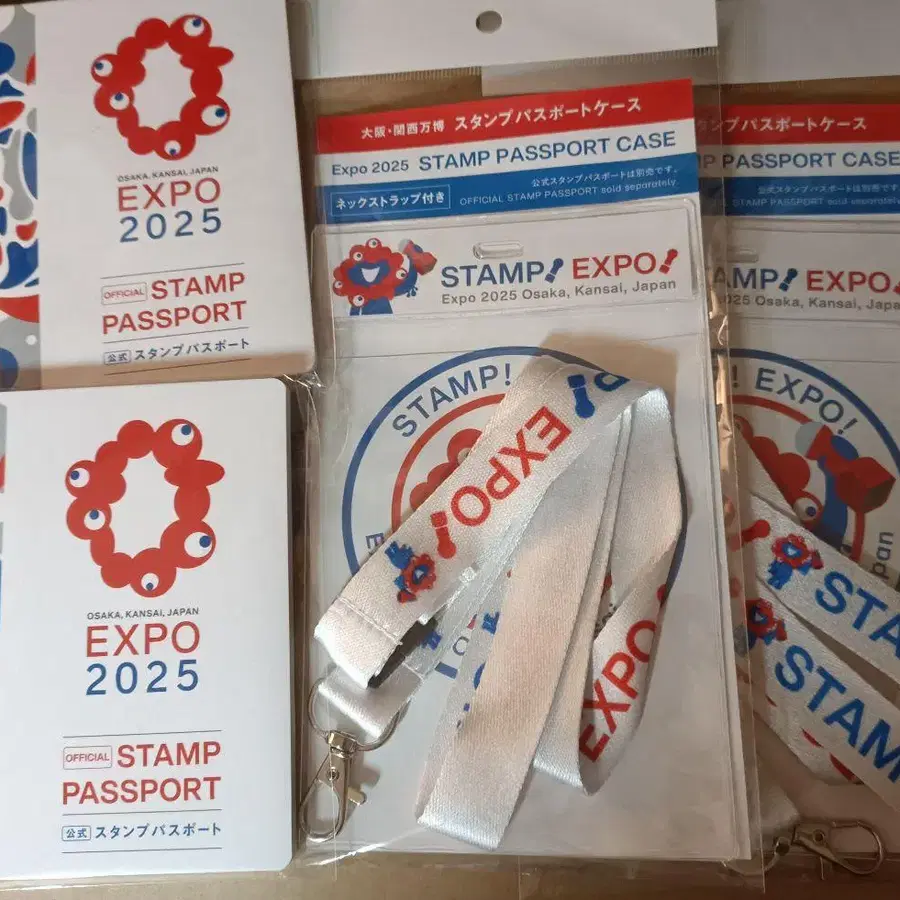 OSAKA, KANSAI, JAPAN
EXPO
2025
OFFICIAL STAMP
PASSPORT
公式 スタンプパスポート
OSAKA, KANSAI, JAPAN
EXPO
2025
OFFICIAL STAMP
PASSPORT
公式 スタンプパスポート
大阪・関西万博 スタンプパスポートケース
Expo 2025 STAMP PASSPORT CASE
ネックストラップ付き
公式スタンプパスポートは別売です。
OFFICIAL STAMP PASSPORT sold separately
STAMP! EXPO!
Expo 2025 Osaka, Kansai, Japan
STAMP!
EXPO!
EXPO
ンプパスポートケース
MP PASSPORT CASE
公式スタンプパスポートは別売です。
STAMP PASSPORT sold separately
AMP! EXPO!
2025 Osaka, Kansai, Japa
! EXPO!
pan
STA
STAM